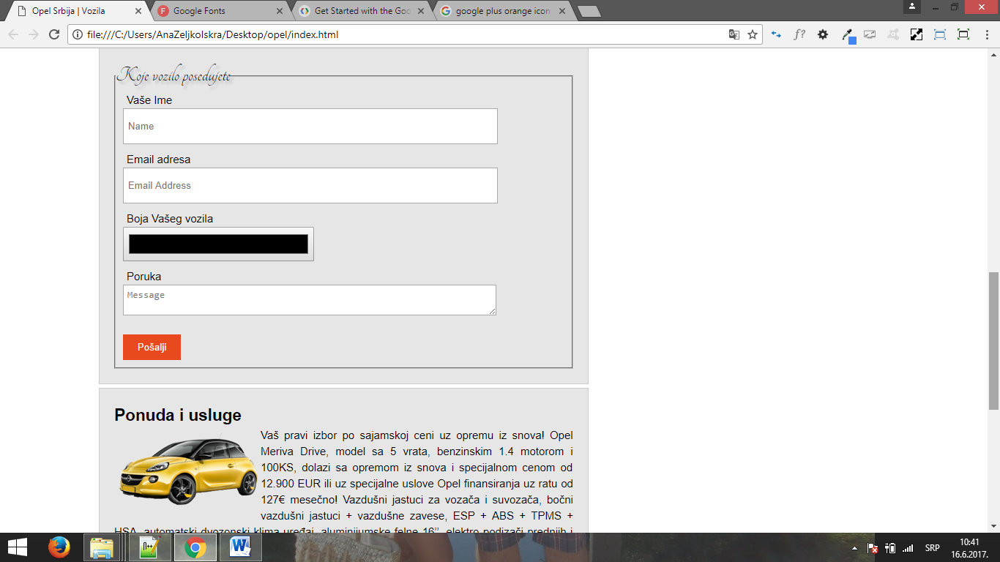 Opel Srbija | Vozila
Google Fonts
Get Started with the Goo
google plus orange icon
file:///C:/Users/AnaZeljkoIskra/Desktop/opel/index.html
f?
Koje vozilo posedujete
Vaše Ime
Name
Email adresa
Email Address
Boja Vašeg vozila
Poruka
Message
Pošalji
Ponuda i usluge
Vaš pravi izbor po sajamskoj ceni uz opremu iz snova! Opel
Meriva Drive, model sa 5 vrata, benzinskim 1.4 motorom i
100KS, dolazi sa opremom iz snova i specijalnom cenom od
12.900 EUR ili uz specijalne uslove Opel finansiranja uz ratu od
127€ mesečno! Vazdušni jastuci za vozača i suvozača, bočni
vazdušni jastuci + vazdušne zavese, ESP + ABS + TPMS +
HSA, automatski dvozonski klima uređaj, aluminijumske felne 16’’, elektro podizači prednjih i
SRP
10:41
16.6.2017.